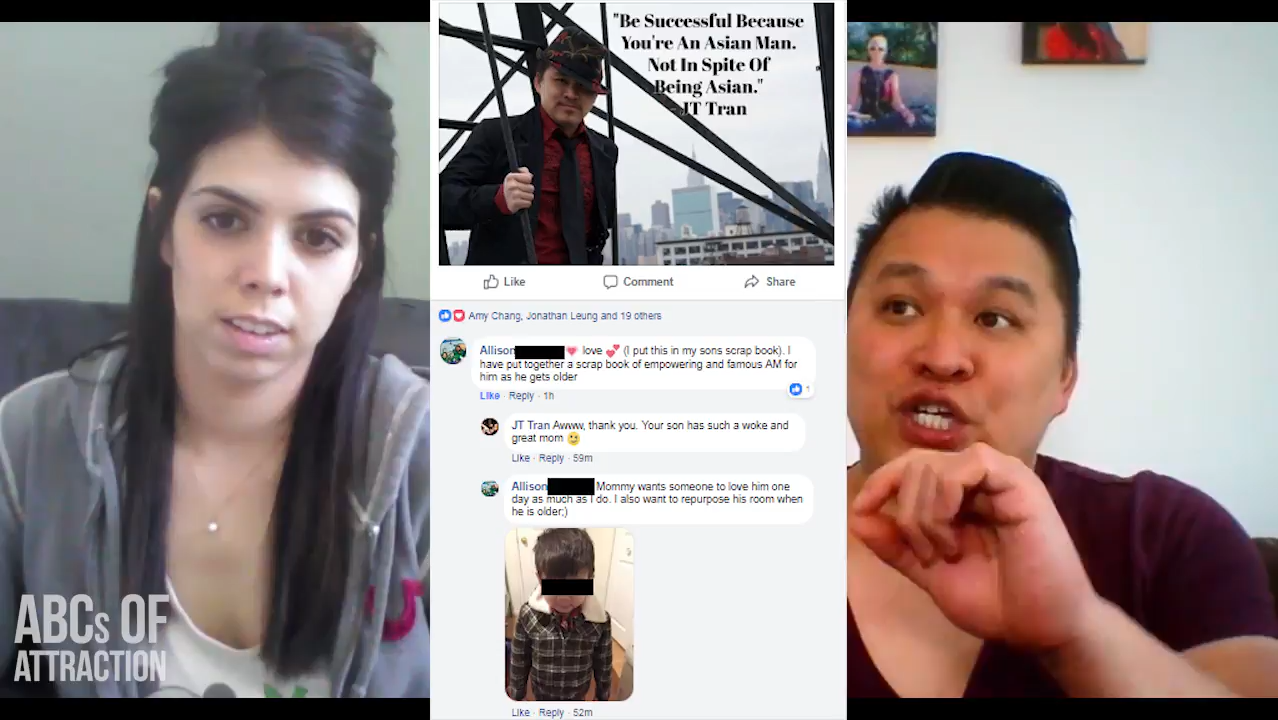 "Be Successful Because
You're An Asian Man.
Not In Spite Of
Being Asian."
- JT Tran
Like
Comment
Share
Amy Chang, Jonathan Leung and 19 others
Allison love (I put this in my sons scrap book). I
have put together a scrap book of empowering and famous AM for
him as he gets older
1
Like · Reply · 1h
JT Tran Awww, thank you. Your son has such a woke and
great mom
Like · Reply · 59m
Allison Mommy wants someone to love him one
day as much as I do. I also want to repurpose his room when
he is older;)
Like · Reply · 52m
ABCs OF
ATTRACTION